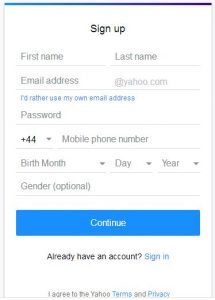 Sign up
First name Last name
Email address @yahoo.com
I'd rather use my own email address
Password
+44 Mobile phone number
Birth Month Day Year
Gender (optional)
Continue
Already have an account? Sign in
I agree to the Yahoo Terms and Privacy